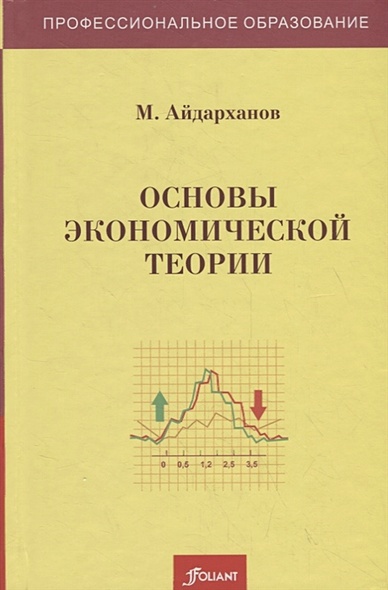 ПРОФЕССИОНАЛЬНОЕ ОБРАЗОВАНИЕ
М. Айдарханов
ОСНОВЫ
ЭКОНОМИЧЕСКОЙ
ТЕОРИИ
0 0,5 1,2 2,5 3,5
FOLIANT